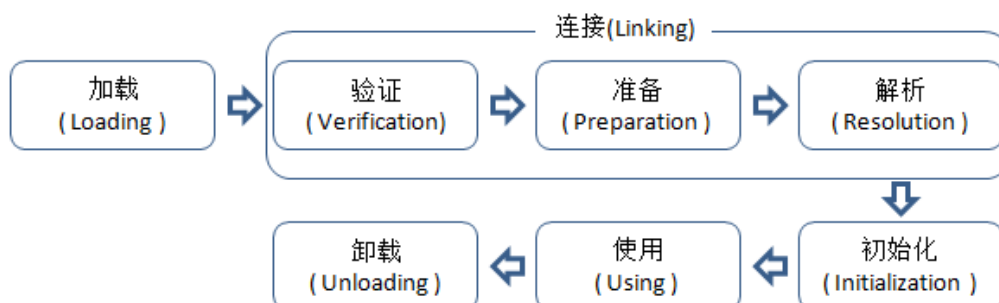 连接(Linking)
加载
( Loading )
验证
( Verification)
准备
( Preparation )
解析
( Resolution )
卸载
( Unloading )
使用
( Using )
初始化
( Initialization )